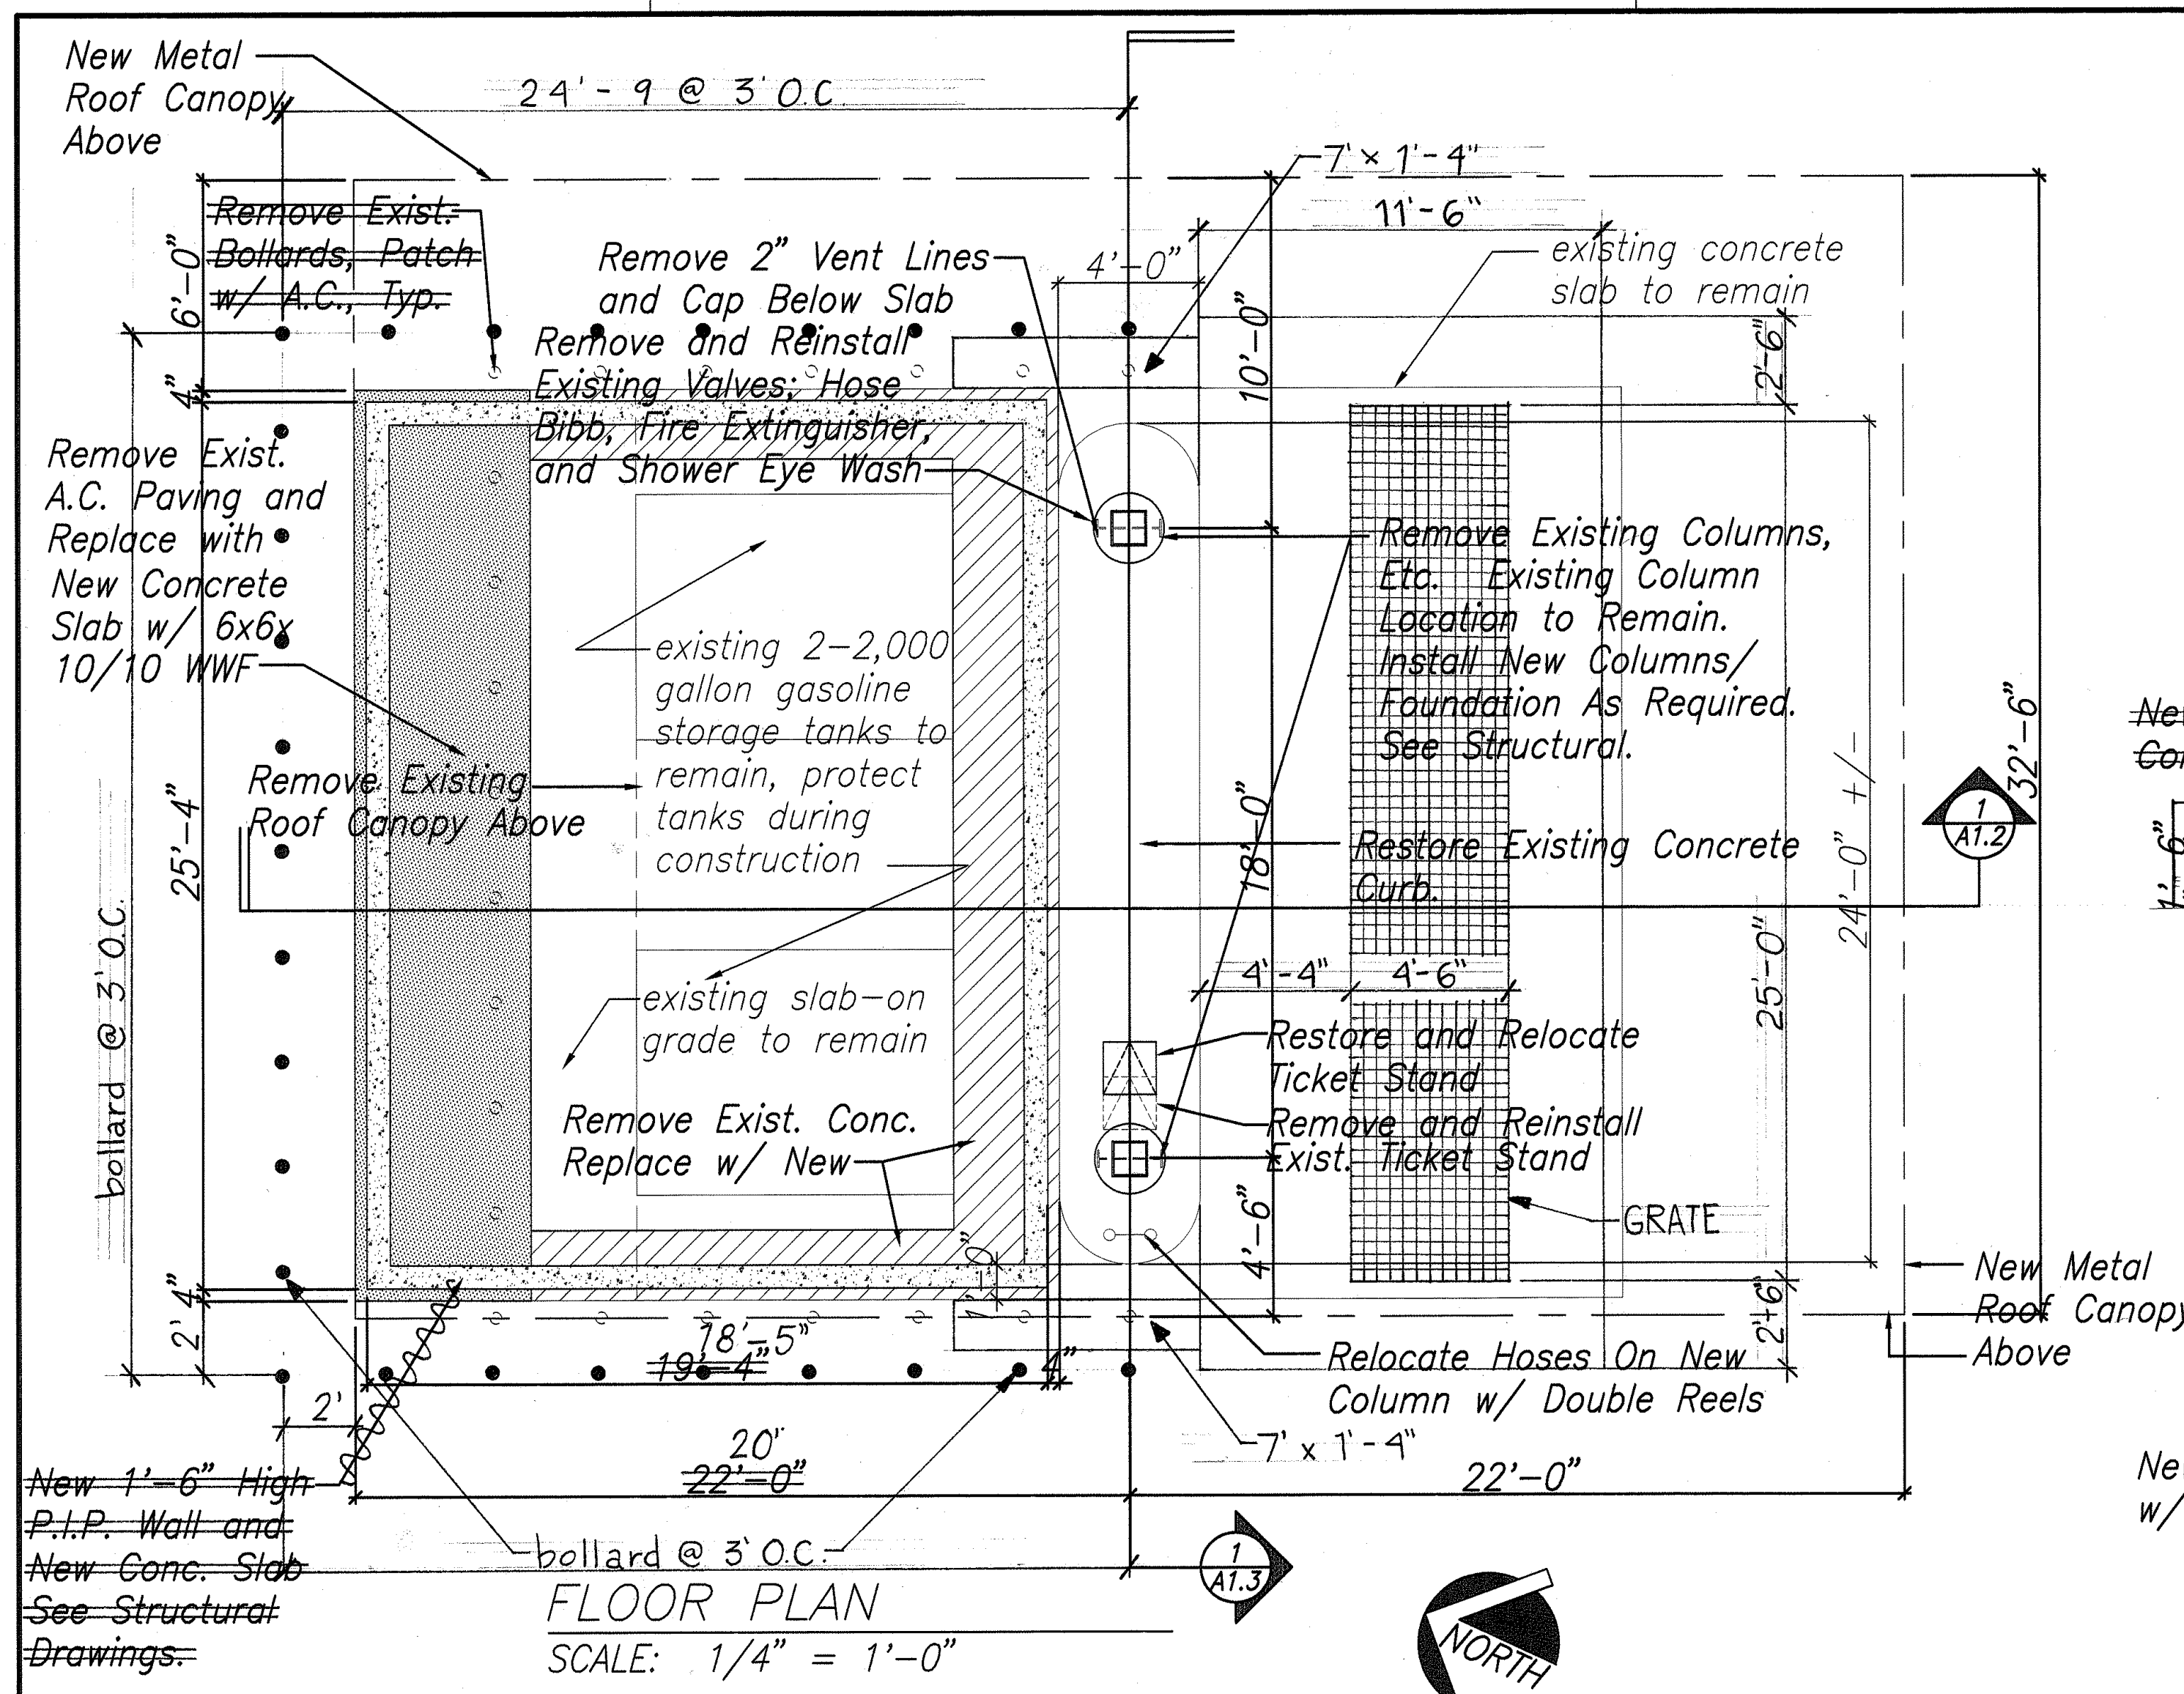 New Metal
Roof Canopy
Above
24' - 9 @ 3' O.C.
7' x 1'-4"
11'-6"
4'-0"
6'-0"
Remove Exist.
Bollards, Patch
w/ A.C., Typ.
Remove 2" Vent Lines
and Cap Below Slab
existing concrete
slab to remain
Remove and Reinstall
Existing Valves; Hose
Bibb, Fire Extinguisher,
and Shower Eye Wash
10'-0"
2'-6"
4"
Remove Exist.
A.C. Paving and
Replace with
New Concrete
Slab w/ 6x6x
10/10 WWF
Remove Existing Columns,
Etc. Existing Column
Location to Remain.
Install New Columns/
Foundation As Required.
See Structural.
existing 2-2,000
gallon gasoline
storage tanks to
remain, protect
tanks during
construction
Remove Existing
Roof Canopy Above
25'-4"
18'-0"
32'-6"
24'-0" +/-
1
A1.2
Restore Existing Concrete
Curb.
1'-6"
bollard @ 3' O.C.
4'-4"
4'-6"
25'-0"
existing slab-on
grade to remain
Restore and Relocate
Ticket Stand
Remove and Reinstall
Exist. Ticket Stand
Remove Exist. Conc.
Replace w/ New
GRATE
4'-6"
1'-0"
4"
2'
2'-6"
New Metal
Roof Canopy
Above
18'-5"
19'-4"
4"
Relocate Hoses On New
Column w/ Double Reels
2'
7' x 1'-4"
20'
22'-0"
22'-0"
New 1'-6" High
P.I.P. Wall and
New Conc. Slab
See Structural
Drawings.
bollard @ 3' O.C.
1
A1.3
FLOOR PLAN
SCALE: 1/4" = 1'-0"
NORTH
w/